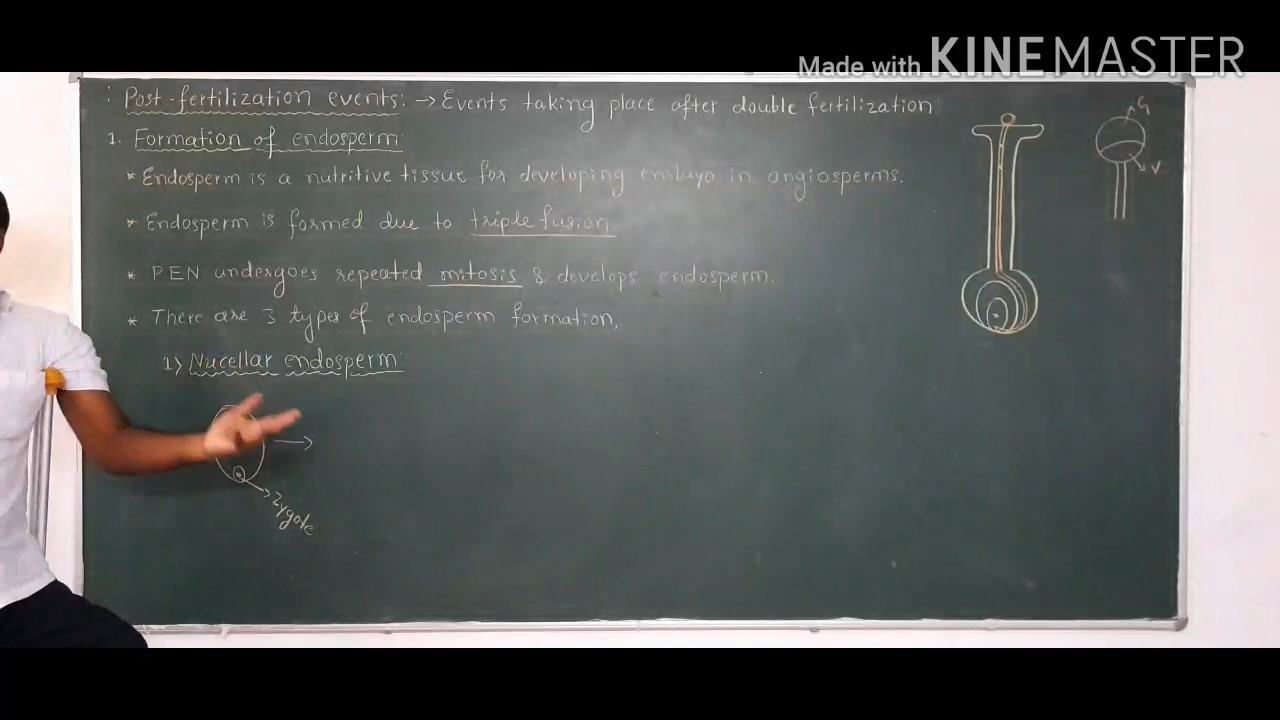 Made with KINEMASTER
: Post-fertilization events: → Events taking place after double fertilization
1. Formation of endosperm:
* Endosperm is a nutritive tissue for developing embryo in angiosperms.
* Endosperm is formed due to triple fusion
* PEN undergoes repeated mitosis & develops endosperm.
* There are 3 types of endosperm formation,
1) Nucellar endosperm:
Zygote
G
V